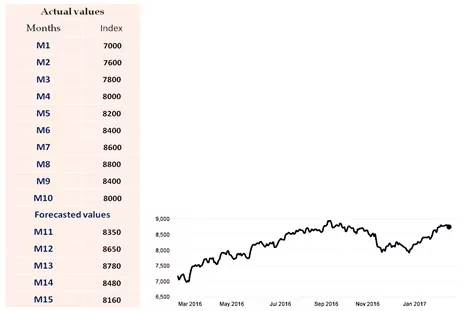 Actual values
Months Index
M1 7000
M2 7600
M3 7800
M4 8000
M5 8200
M6 8400
M7 8600
M8 8800
M9 8400
M10 8000
Forecasted values
M11 8350
M12 8650
M13 8780
M14 8480
M15 8160
9,000
8,500
8,000
7,500
7,000
6,500
Mar 2016 May 2016 Jul 2016 Sep 2016 Nov 2016 Jan 2017